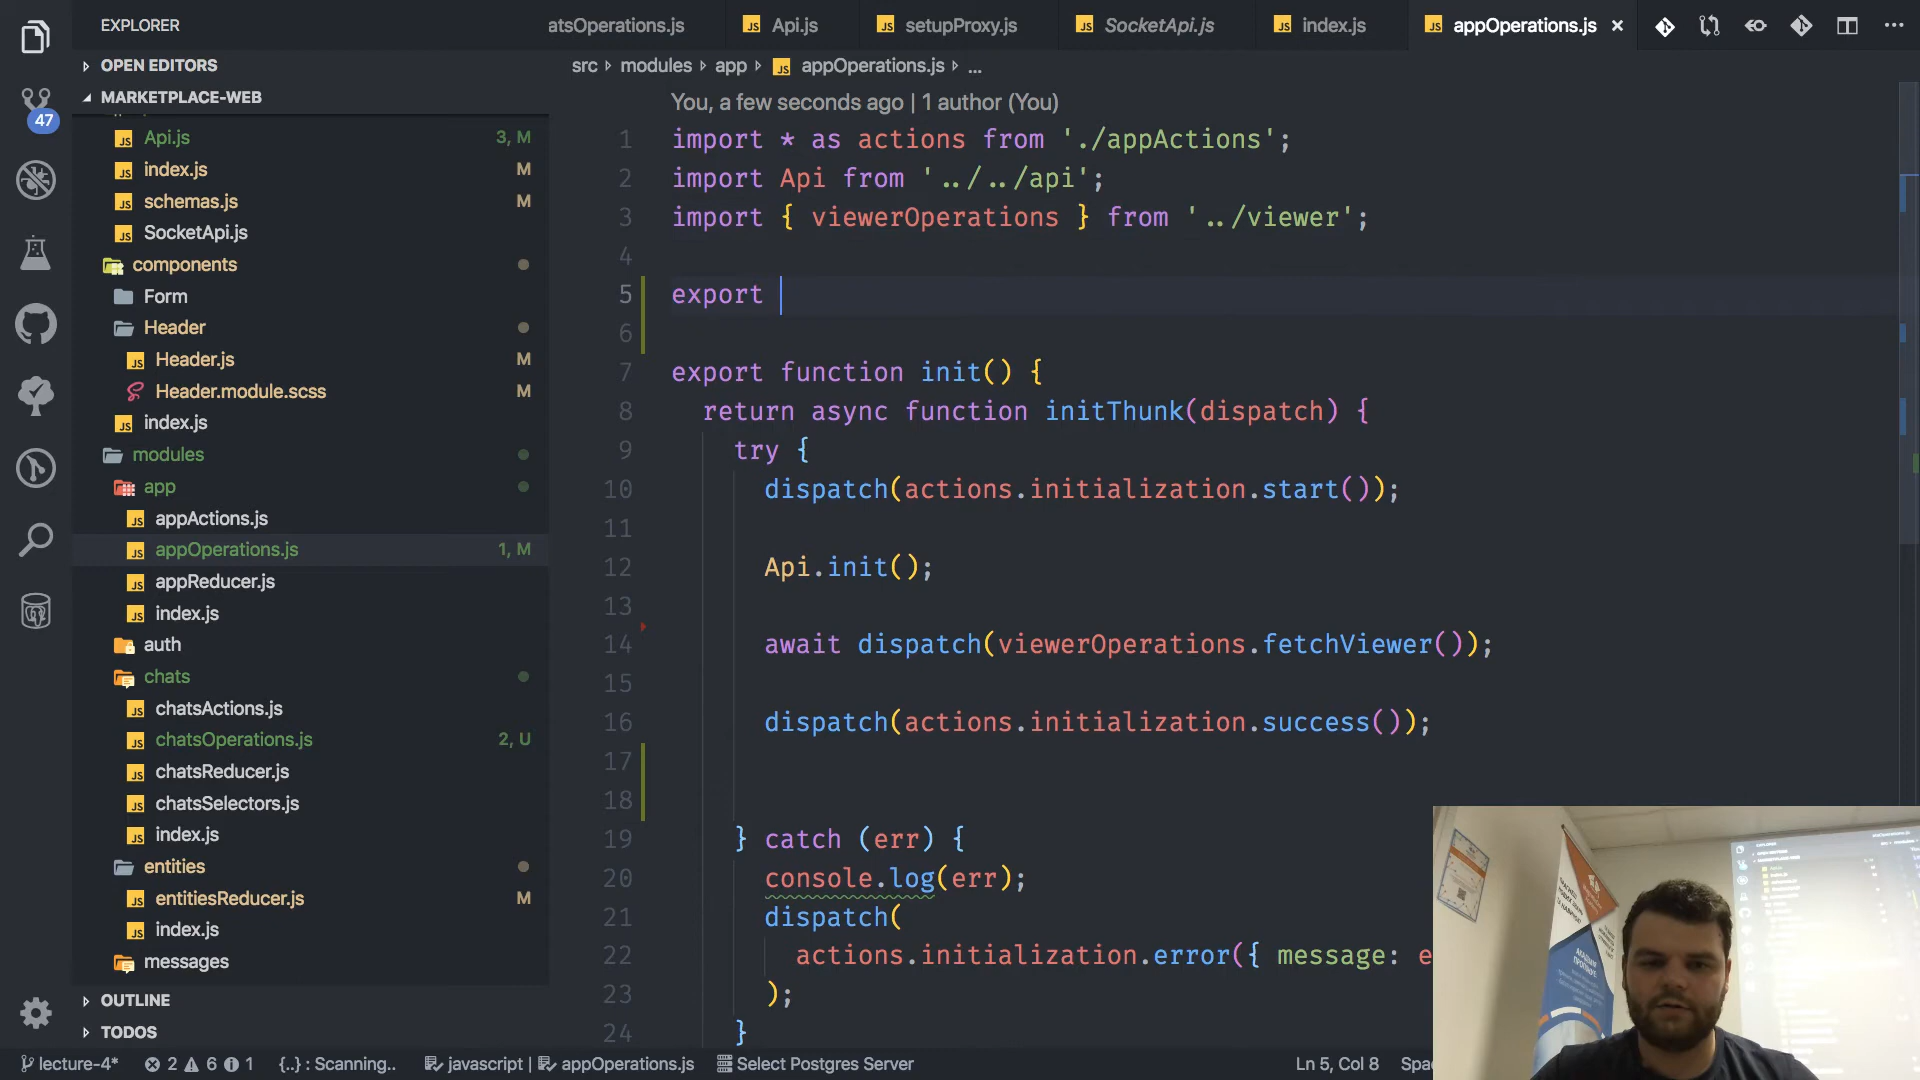 EXPLORER
OPEN EDITORS
MARKETPLACE-WEB
Api.js 3, M
index.js M
schemas.js M
SocketApi.js
components
Form
Header
Header.js M
Header.module.scss M
index.js
modules
app
appActions.js
appOperations.js 1, M
appReducer.js
index.js
auth
chats
chatsActions.js
chatsOperations.js 2, U
chatsReducer.js
chatsSelectors.js
index.js
entities
entitiesReducer.js M
index.js
messages
OUTLINE
TODOS
47
atsOperations.js Api.js setupProxy.js SocketApi.js index.js appOperations.js ×
src › modules › app › appOperations.js › ...
You, a few seconds ago | 1 author (You)
1 import * as actions from './appActions';
2 import Api from '../../api';
3 import { viewerOperations } from '../viewer';
4
5 export
6
7 export function init() {
8 return async function initThunk(dispatch) {
9 try {
10 dispatch(actions.initialization.start());
11
12 Api.init();
13
14 await dispatch(viewerOperations.fetchViewer());
15
16 dispatch(actions.initialization.success());
17
18
19 } catch (err) {
20 console.log(err);
21 dispatch(
22 actions.initialization.error({ message: e
23 );
24 }
lecture-4* 2 6 1 {..} : Scanning.. javascript | appOperations.js Select Postgres Server Ln 5, Col 8 Spa